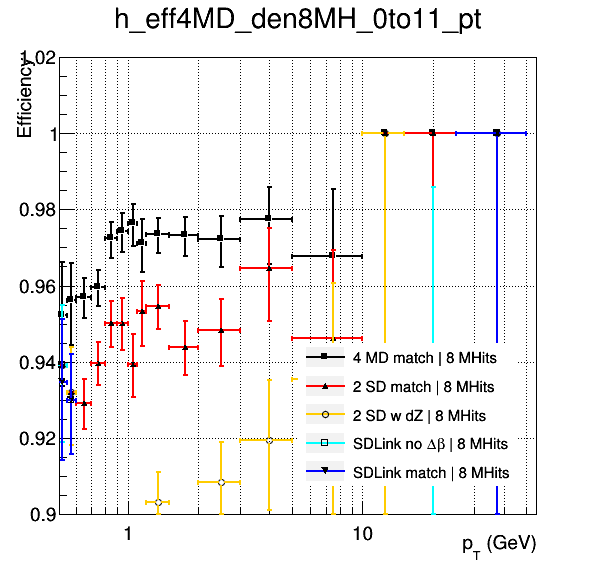 h_eff4MD_den8MH_0to11_pt
Efficiency
1.02
1
0.98
0.96
0.94
0.92
0.9
4 MD match | 8 MHits
2 SD match | 8 MHits
2 SD w dZ | 8 MHits
SDLink no Δβ | 8 MHits
SDLink match | 8 MHits
1
10
p_T (GeV)